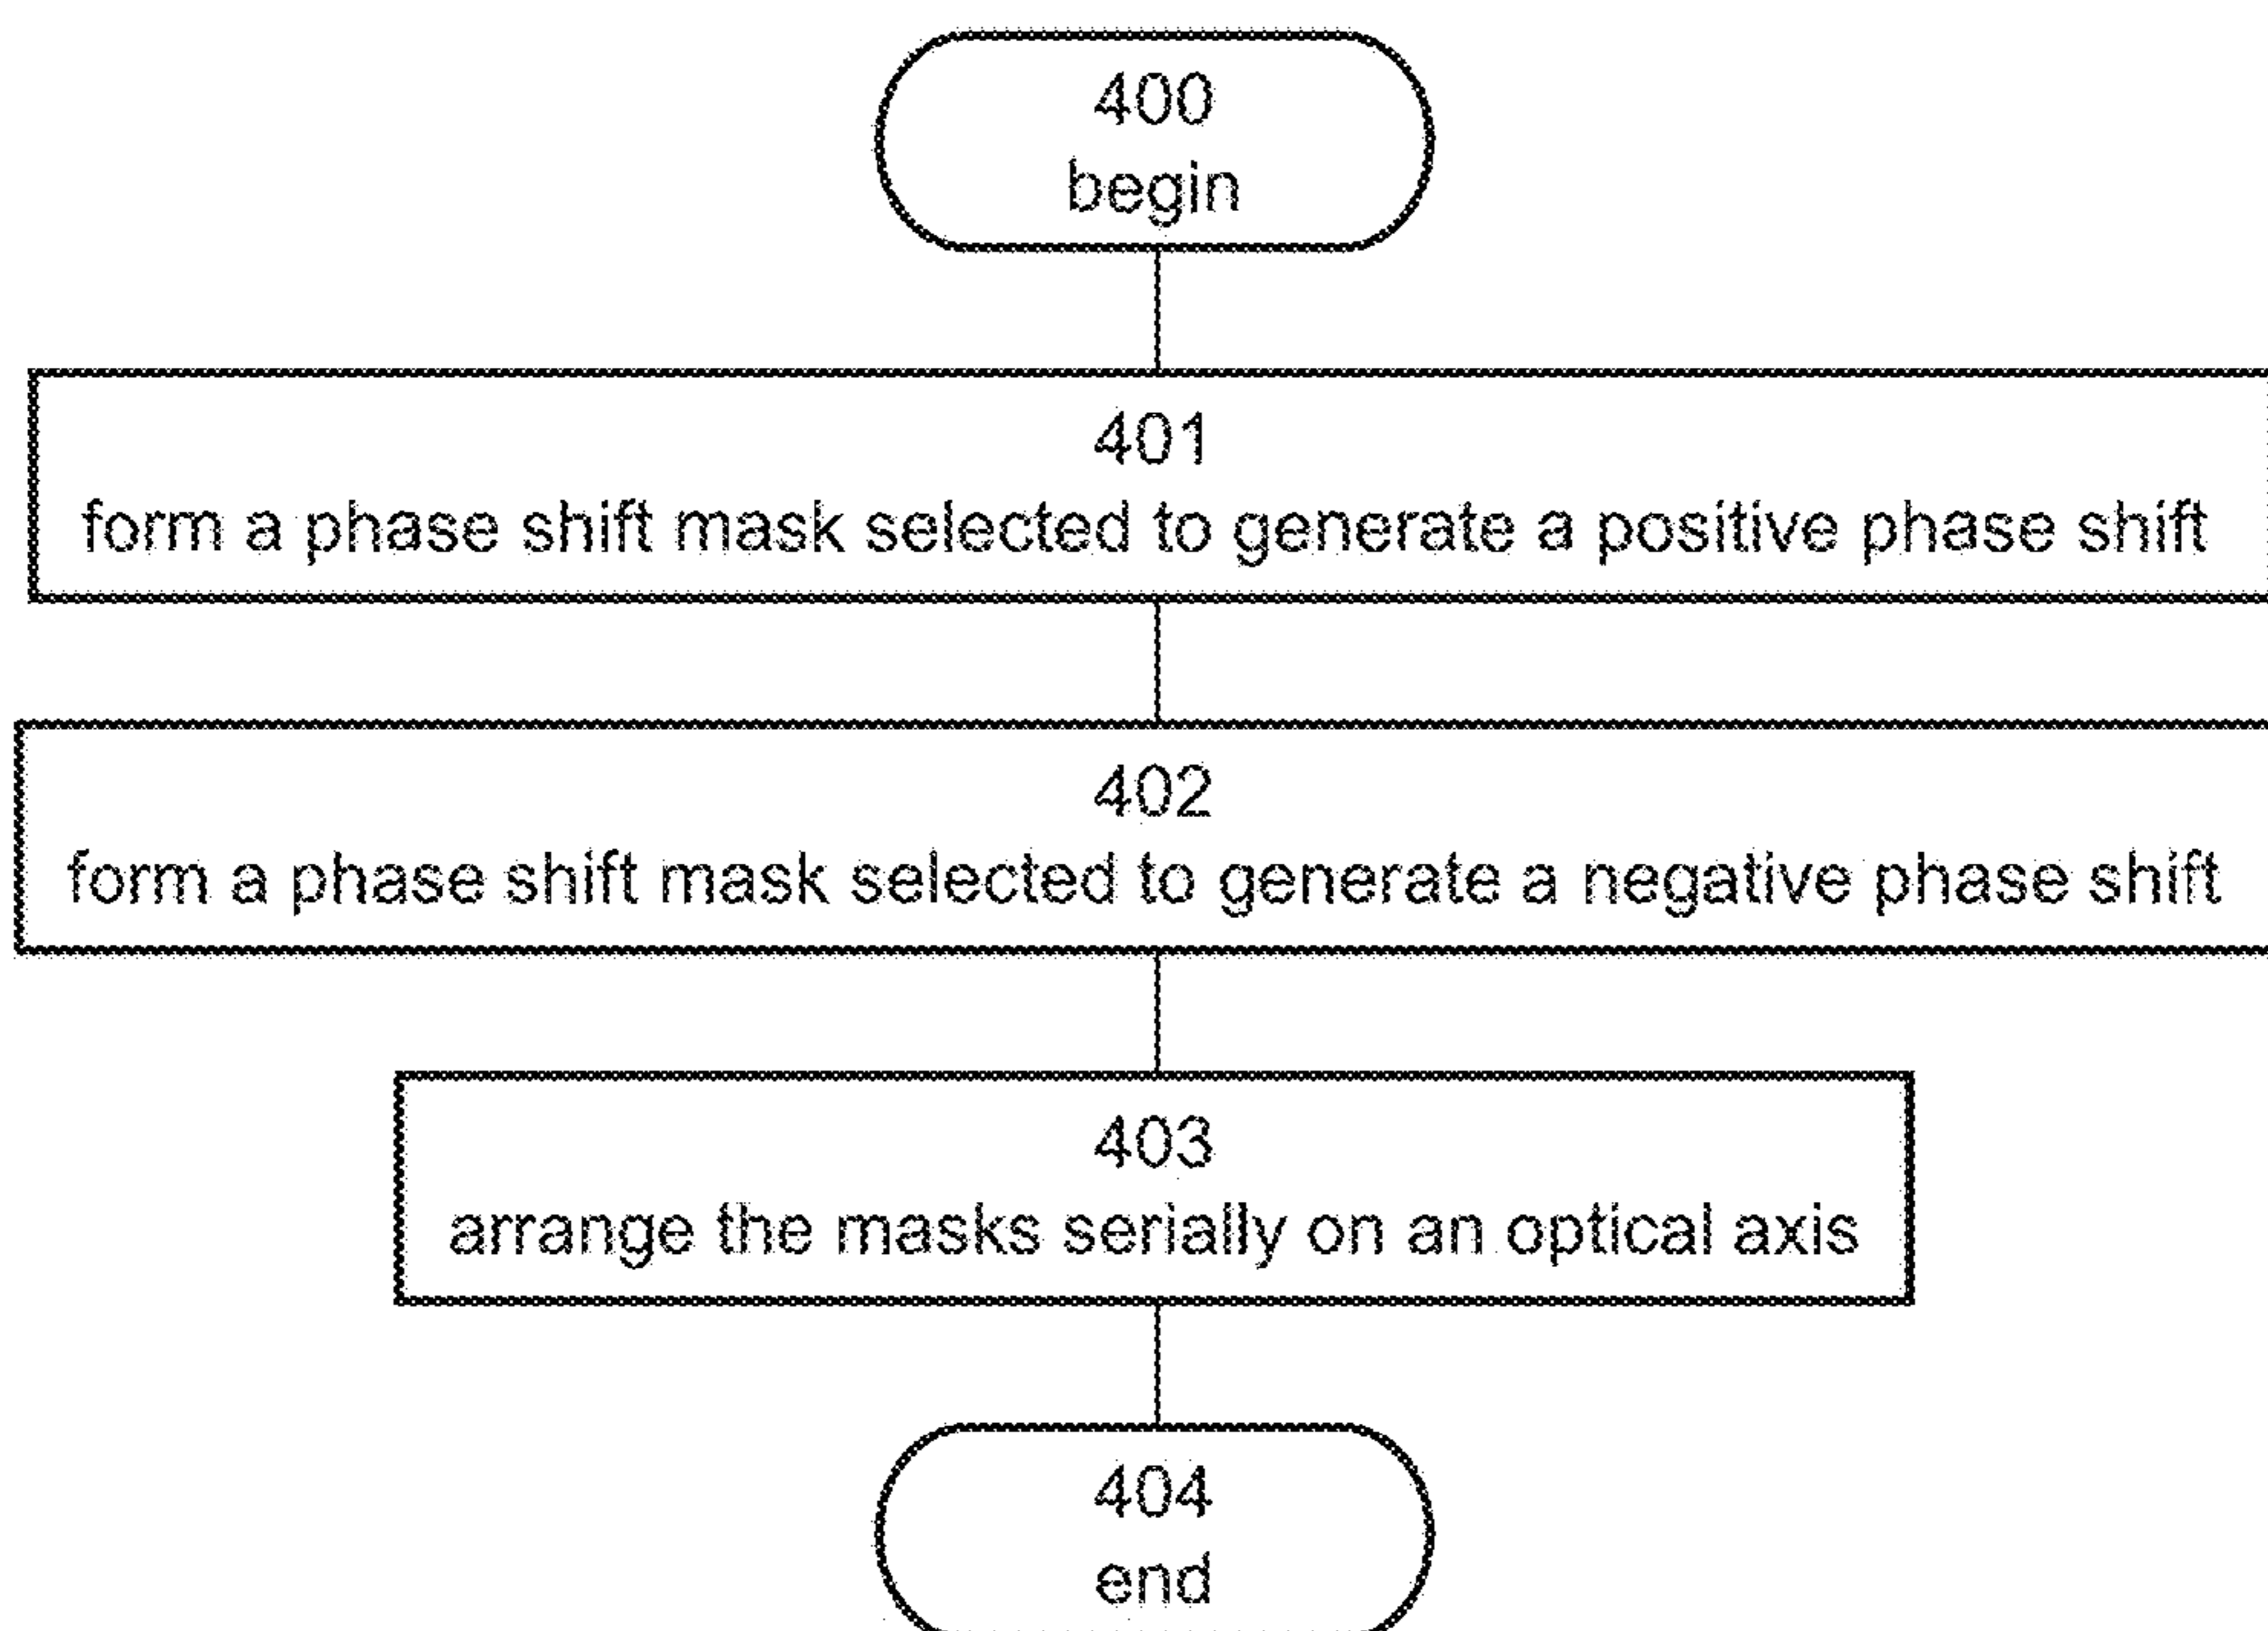 400
begin
401
form a phase shift mask selected to generate a positive phase shift
402
form a phase shift mask selected to generate a negative phase shift
403
arrange the masks serially on an optical axis
404
end